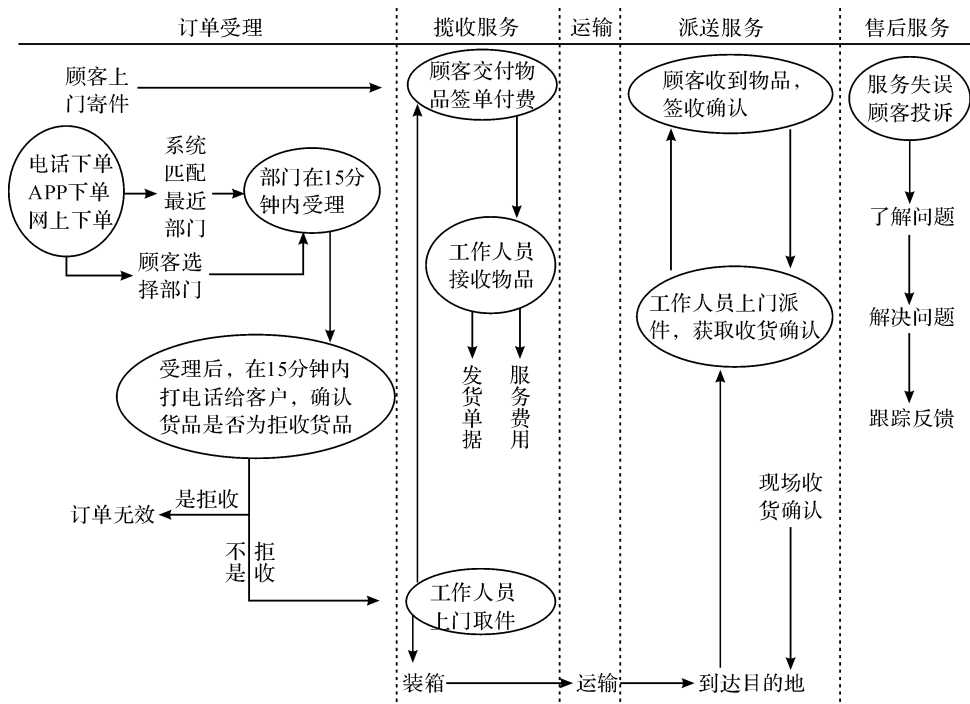 订单受理
揽收服务
运输
派送服务
售后服务
顾客上
门寄件
电话下单
APP下单
网上下单
系统
匹配
最近
部门
顾客选
择部门
部门在15分
钟内受理
受理后，在15分钟内
打电话给客户，确认
货品是否为拒收货品
是拒收
订单无效
不是
拒收
顾客交付物
品签单付费
工作人员
接收物品
发货单据
服务费用
工作人员
上门取件
装箱
运输
顾客收到物品，
签收确认
工作人员上门派
件，获取收货确认
现场收
货确认
到达目的地
服务失误
顾客投诉
了解问题
解决问题
跟踪反馈